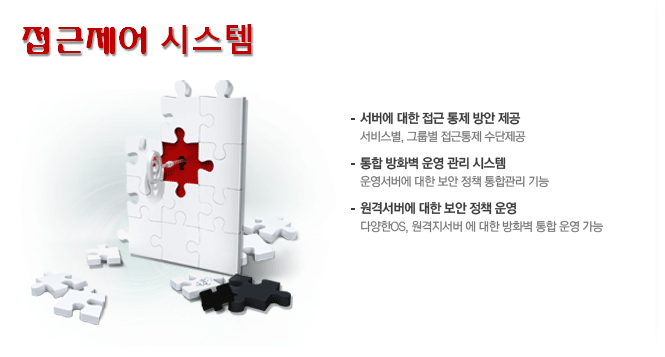 접근제어 시스템
- 서버에 대한 접근 통제 방안 제공
서비스별, 그룹별 접근통제 수단제공
- 통합 방화벽 운영 관리 시스템
운영서버에 대한 보안 정책 통합관리 기능
- 원격서버에 대한 보안 정책 운영
다양한OS, 원격지서버 에 대한 방화벽 통합 운영 가능